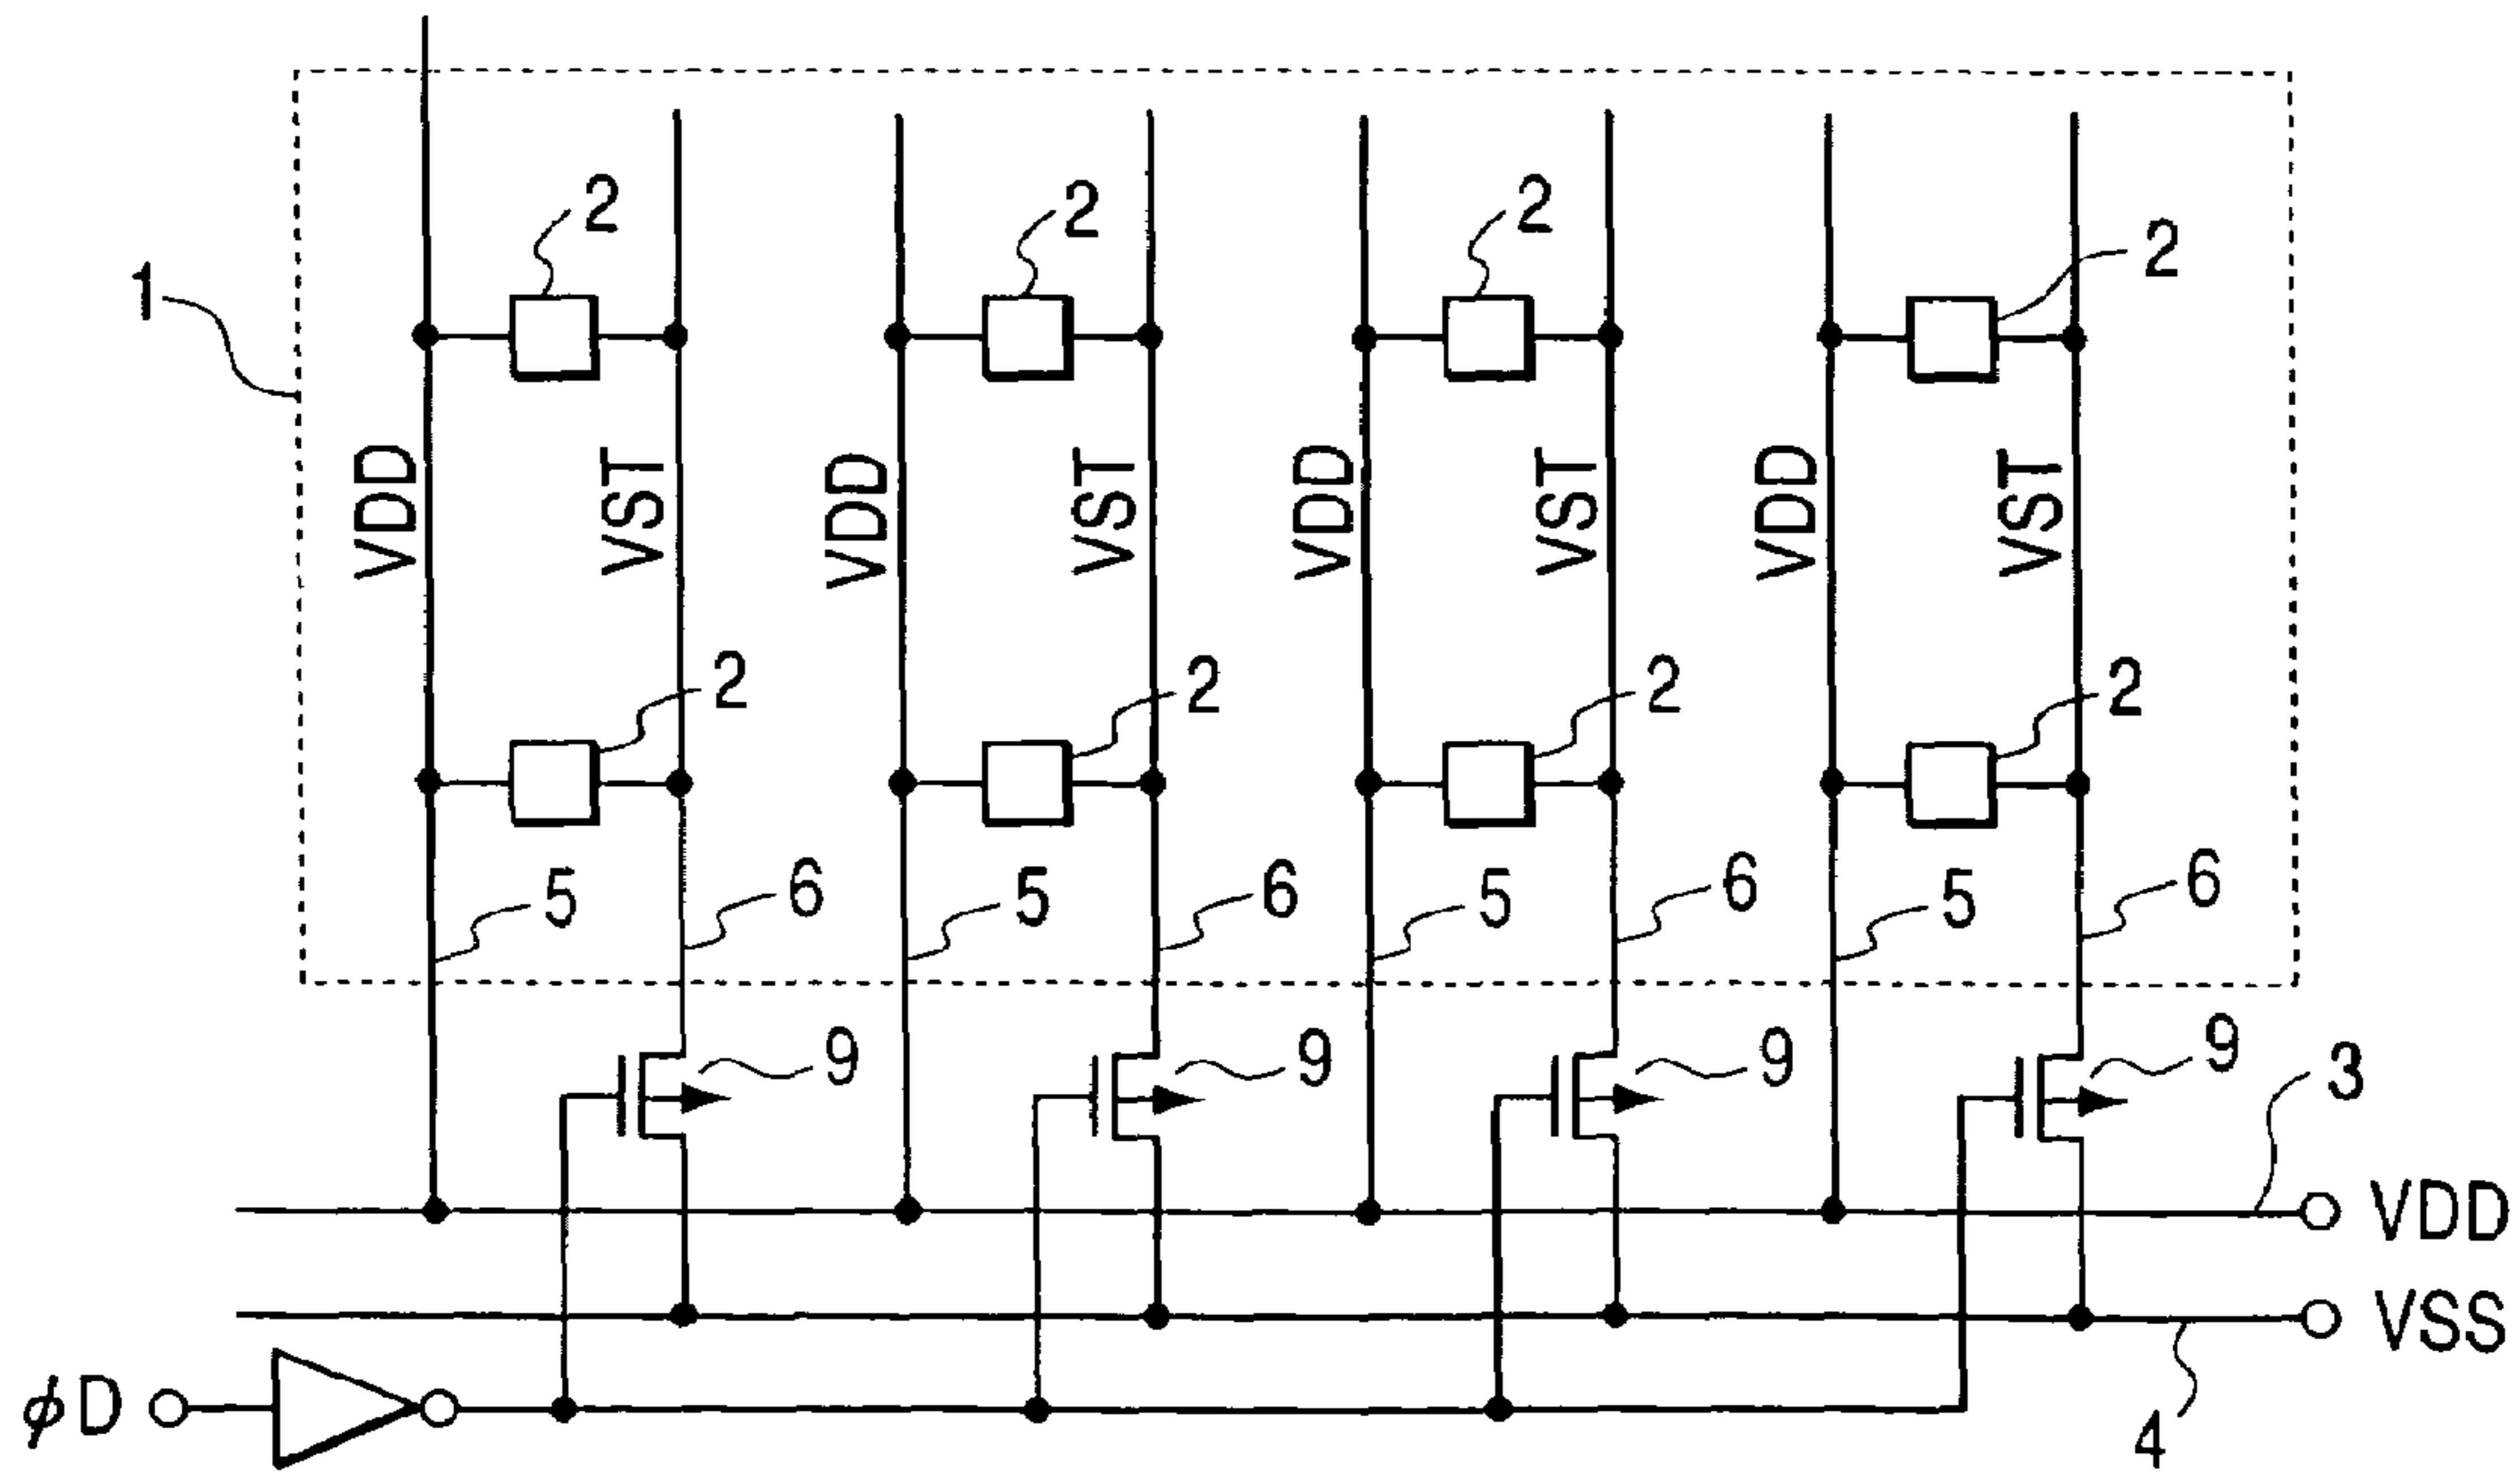 2 2 2 2
1
VDD VST VDD VST VDD VST VDD VST
2 2 2 2
5 6 5 6 5 6 5 6
9 9 9 9 3
VDD
VSS
ϕD
4